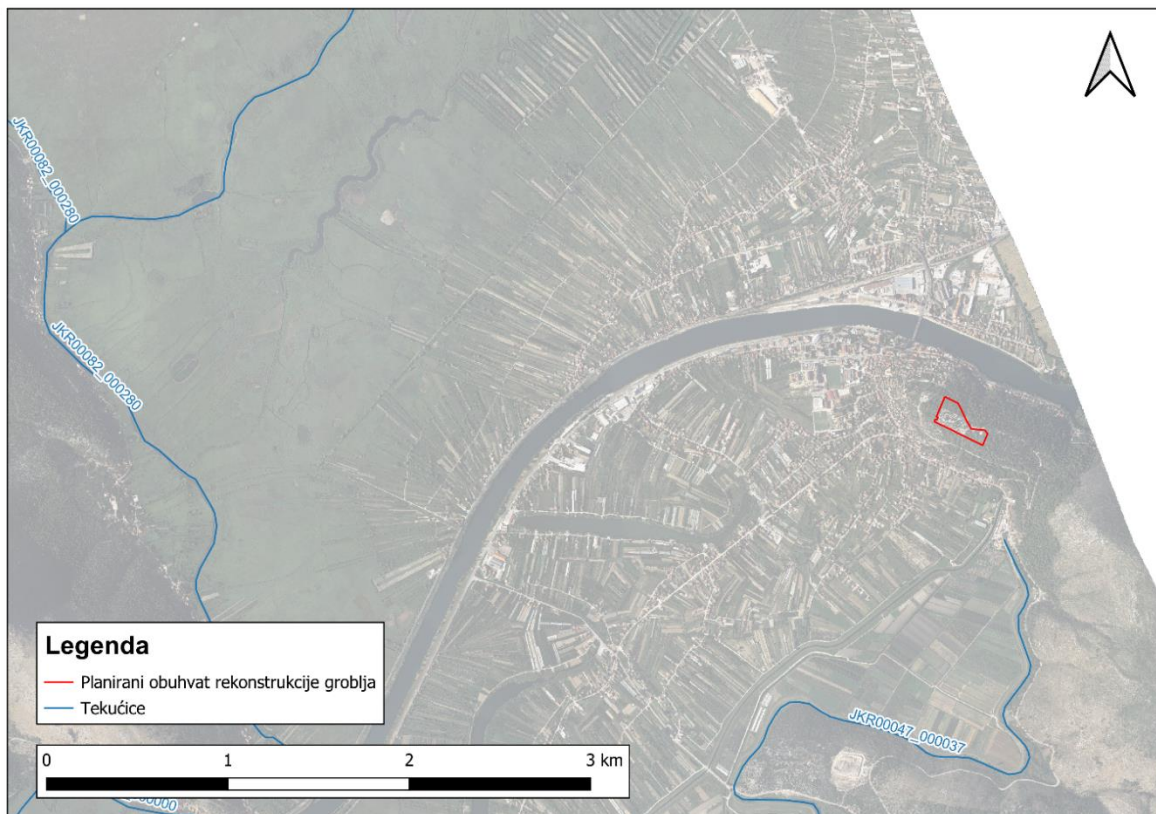 JKR00082_000280
JKR00082_000280
JKR00047_000037
Legenda
Planirani obuhvat rekonstrukcije groblja
Tekućice
0 1 2 3 km